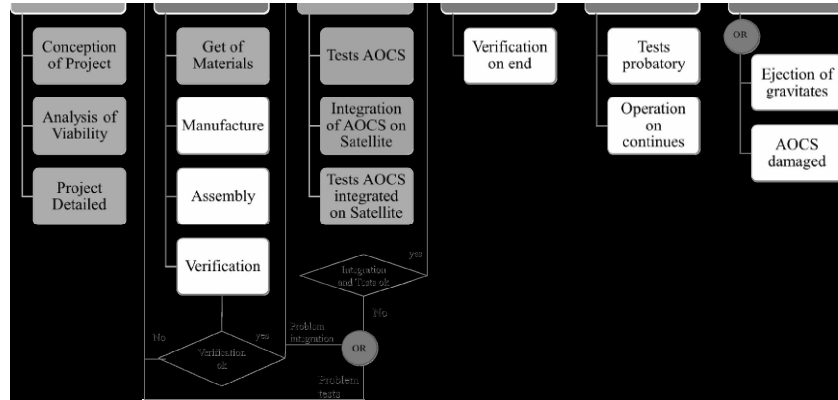 Conception
of Project
Analysis of
Viability
Project
Detailed
Get of
Materials
Manufacture
Assembly
Verification
No
yes
Verification
ok
Tests AOCS
Integration
of AOCS on
Satellite
Tests AOCS
integrated
on Satellite
yes
Integration
and Tests ok
No
Problem
integration
OR
Problem
tests
Verification
on end
Tests
probatory
Operation
on
continues
OR
Ejection of
gravitates
AOCS
damaged